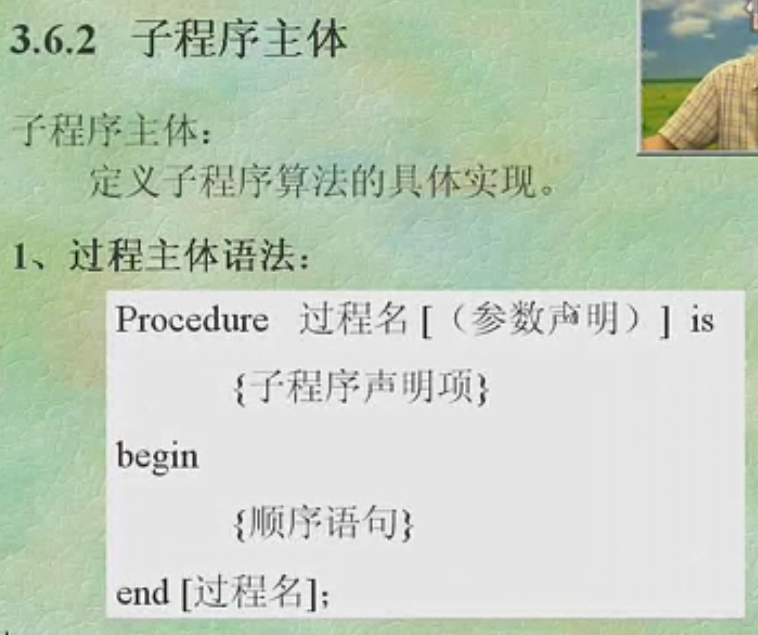 3.6.2 子程序主体
子程序主体：
定义子程序算法的具体实现。
1、过程主体语法：
Procedure 过程名 [（参数声明）] is
{子程序声明项}
begin
{顺序语句}
end [过程名];